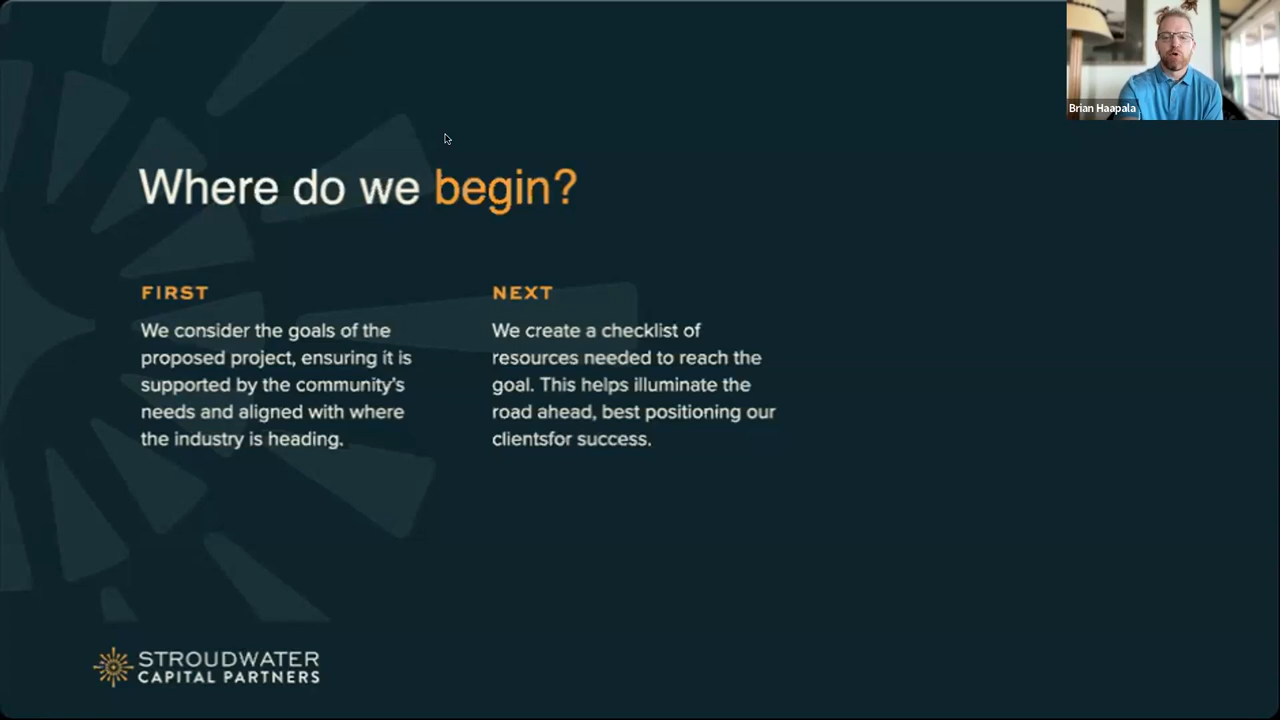 Brian Haapala
Where do we begin?
FIRST
We consider the goals of the
proposed project, ensuring it is
supported by the community's
needs and aligned with where
the industry is heading.
NEXT
We create a checklist of
resources needed to reach the
goal. This helps illuminate the
road ahead, best positioning our
clientsfor success.
STROUDWATER
CAPITAL PARTNERS